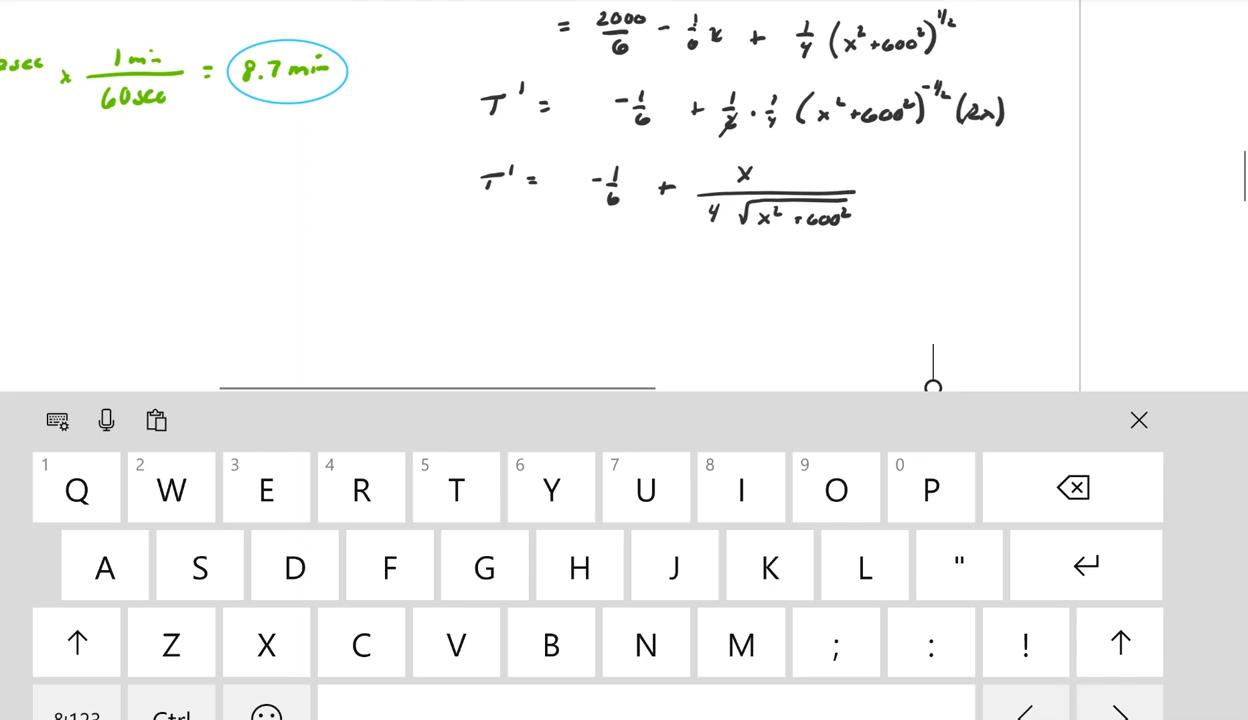 = 2000/6 - 1/6 x + 1/4 (x² + 600²)^1/2
sec x 1 min / 60 sec = 8.7 min
T' = -1/6 + 1/2 · 1/4 (x² + 600²)^-1/2 (2x)
T' = -1/6 + x / 4 √x² + 600²
1 2 3 4 5 6 7 8 9 0
Q W E R T Y U I O P
A S D F G H J K L "
Z X C V B N M ; : !
&123 Ctrl